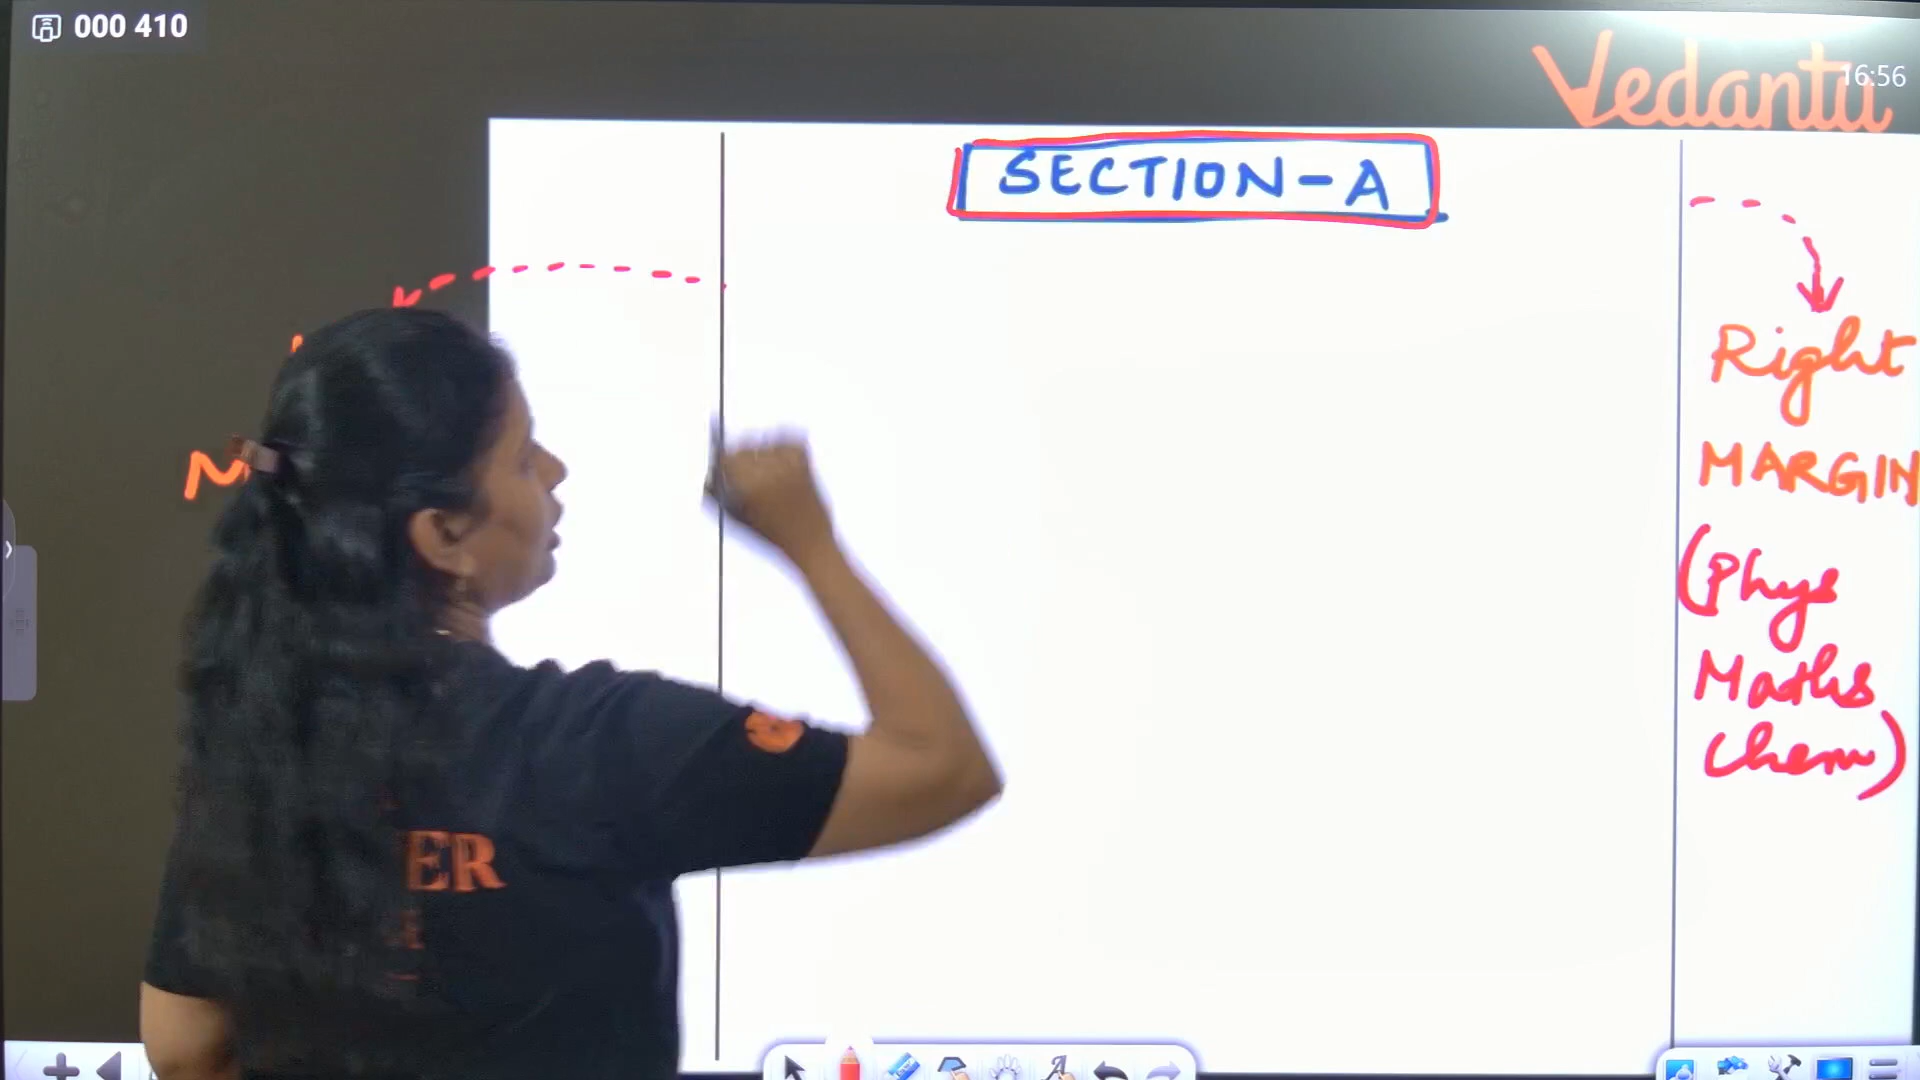 000 410
Vedantu
16:56
SECTION-A
Right
MARGIN
(Phys
Maths
Chem)
ER